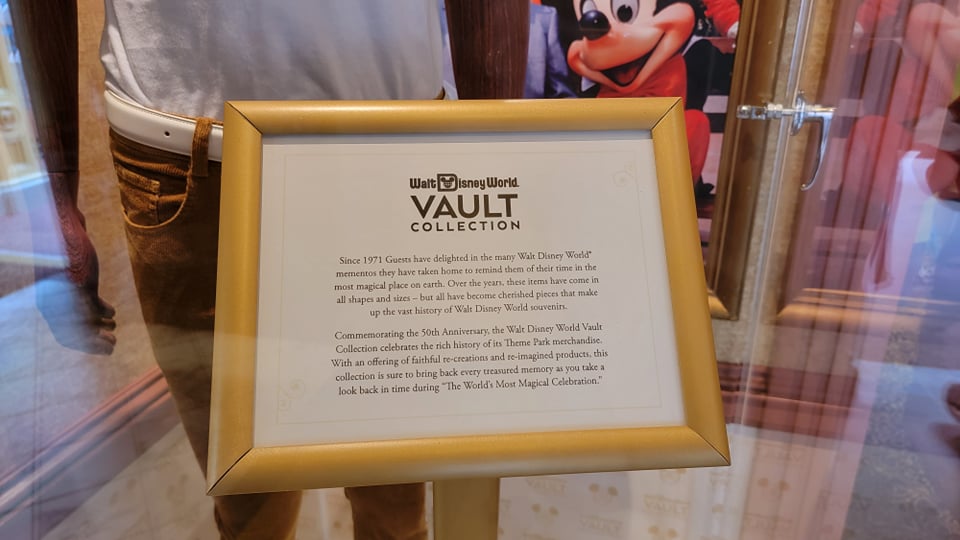 Walt Disney World
VAULT
COLLECTION
Since 1971 Guests have delighted in the many Walt Disney World®
mementos they have taken home to remind them of their time in the
most magical place on earth. Over the years, these items have come in
all shapes and sizes – but all have become cherished pieces that make
up the vast history of Walt Disney World souvenirs.
Commemorating the 50th Anniversary, the Walt Disney World Vault
Collection celebrates the rich history of its Theme Park merchandise.
With an offering of faithful re-creations and re-imagined products, this
collection is sure to bring back every treasured memory as you take a
look back in time during “The World’s Most Magical Celebration.”
VAULT